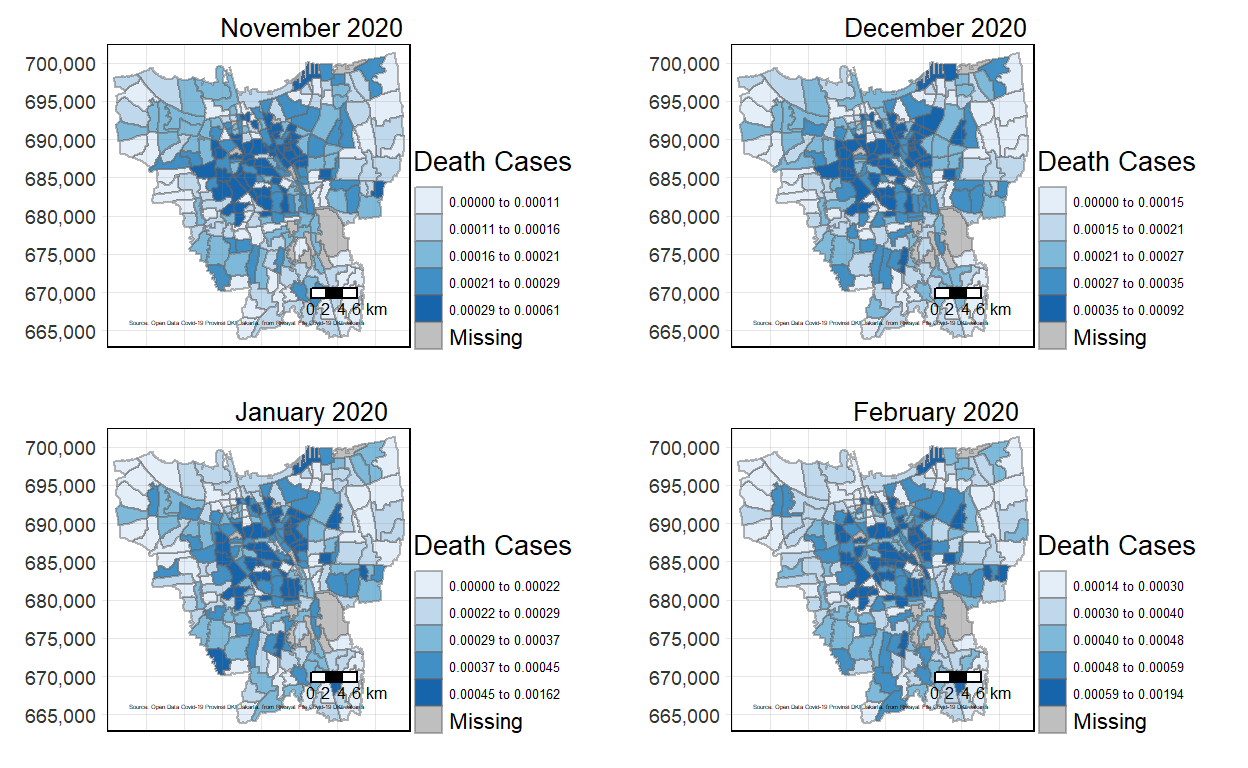 November 2020
700,000
695,000
690,000
685,000
680,000
675,000
670,000
665,000
0 2 4 6 km
Source. Open Data Covid-19 Provinsi DKI Jakarta. from Riwayat File Covid-19 DKI Jakarta
Death Cases
0.00000 to 0.00011
0.00011 to 0.00016
0.00016 to 0.00021
0.00021 to 0.00029
0.00029 to 0.00061
Missing
December 2020
700,000
695,000
690,000
685,000
680,000
675,000
670,000
665,000
0 2 4 6 km
Source. Open Data Covid-19 Provinsi DKI Jakarta. from Riwayat File Covid-19 DKI Jakarta
Death Cases
0.00000 to 0.00015
0.00015 to 0.00021
0.00021 to 0.00027
0.00027 to 0.00035
0.00035 to 0.00092
Missing
January 2020
700,000
695,000
690,000
685,000
680,000
675,000
670,000
665,000
0 2 4 6 km
Source. Open Data Covid-19 Provinsi DKI Jakarta. from Riwayat File Covid-19 DKI Jakarta
Death Cases
0.00000 to 0.00022
0.00022 to 0.00029
0.00029 to 0.00037
0.00037 to 0.00045
0.00045 to 0.00162
Missing
February 2020
700,000
695,000
690,000
685,000
680,000
675,000
670,000
665,000
0 2 4 6 km
Source. Open Data Covid-19 Provinsi DKI Jakarta. from Riwayat File Covid-19 DKI Jakarta
Death Cases
0.00014 to 0.00030
0.00030 to 0.00040
0.00040 to 0.00048
0.00048 to 0.00059
0.00059 to 0.00194
Missing